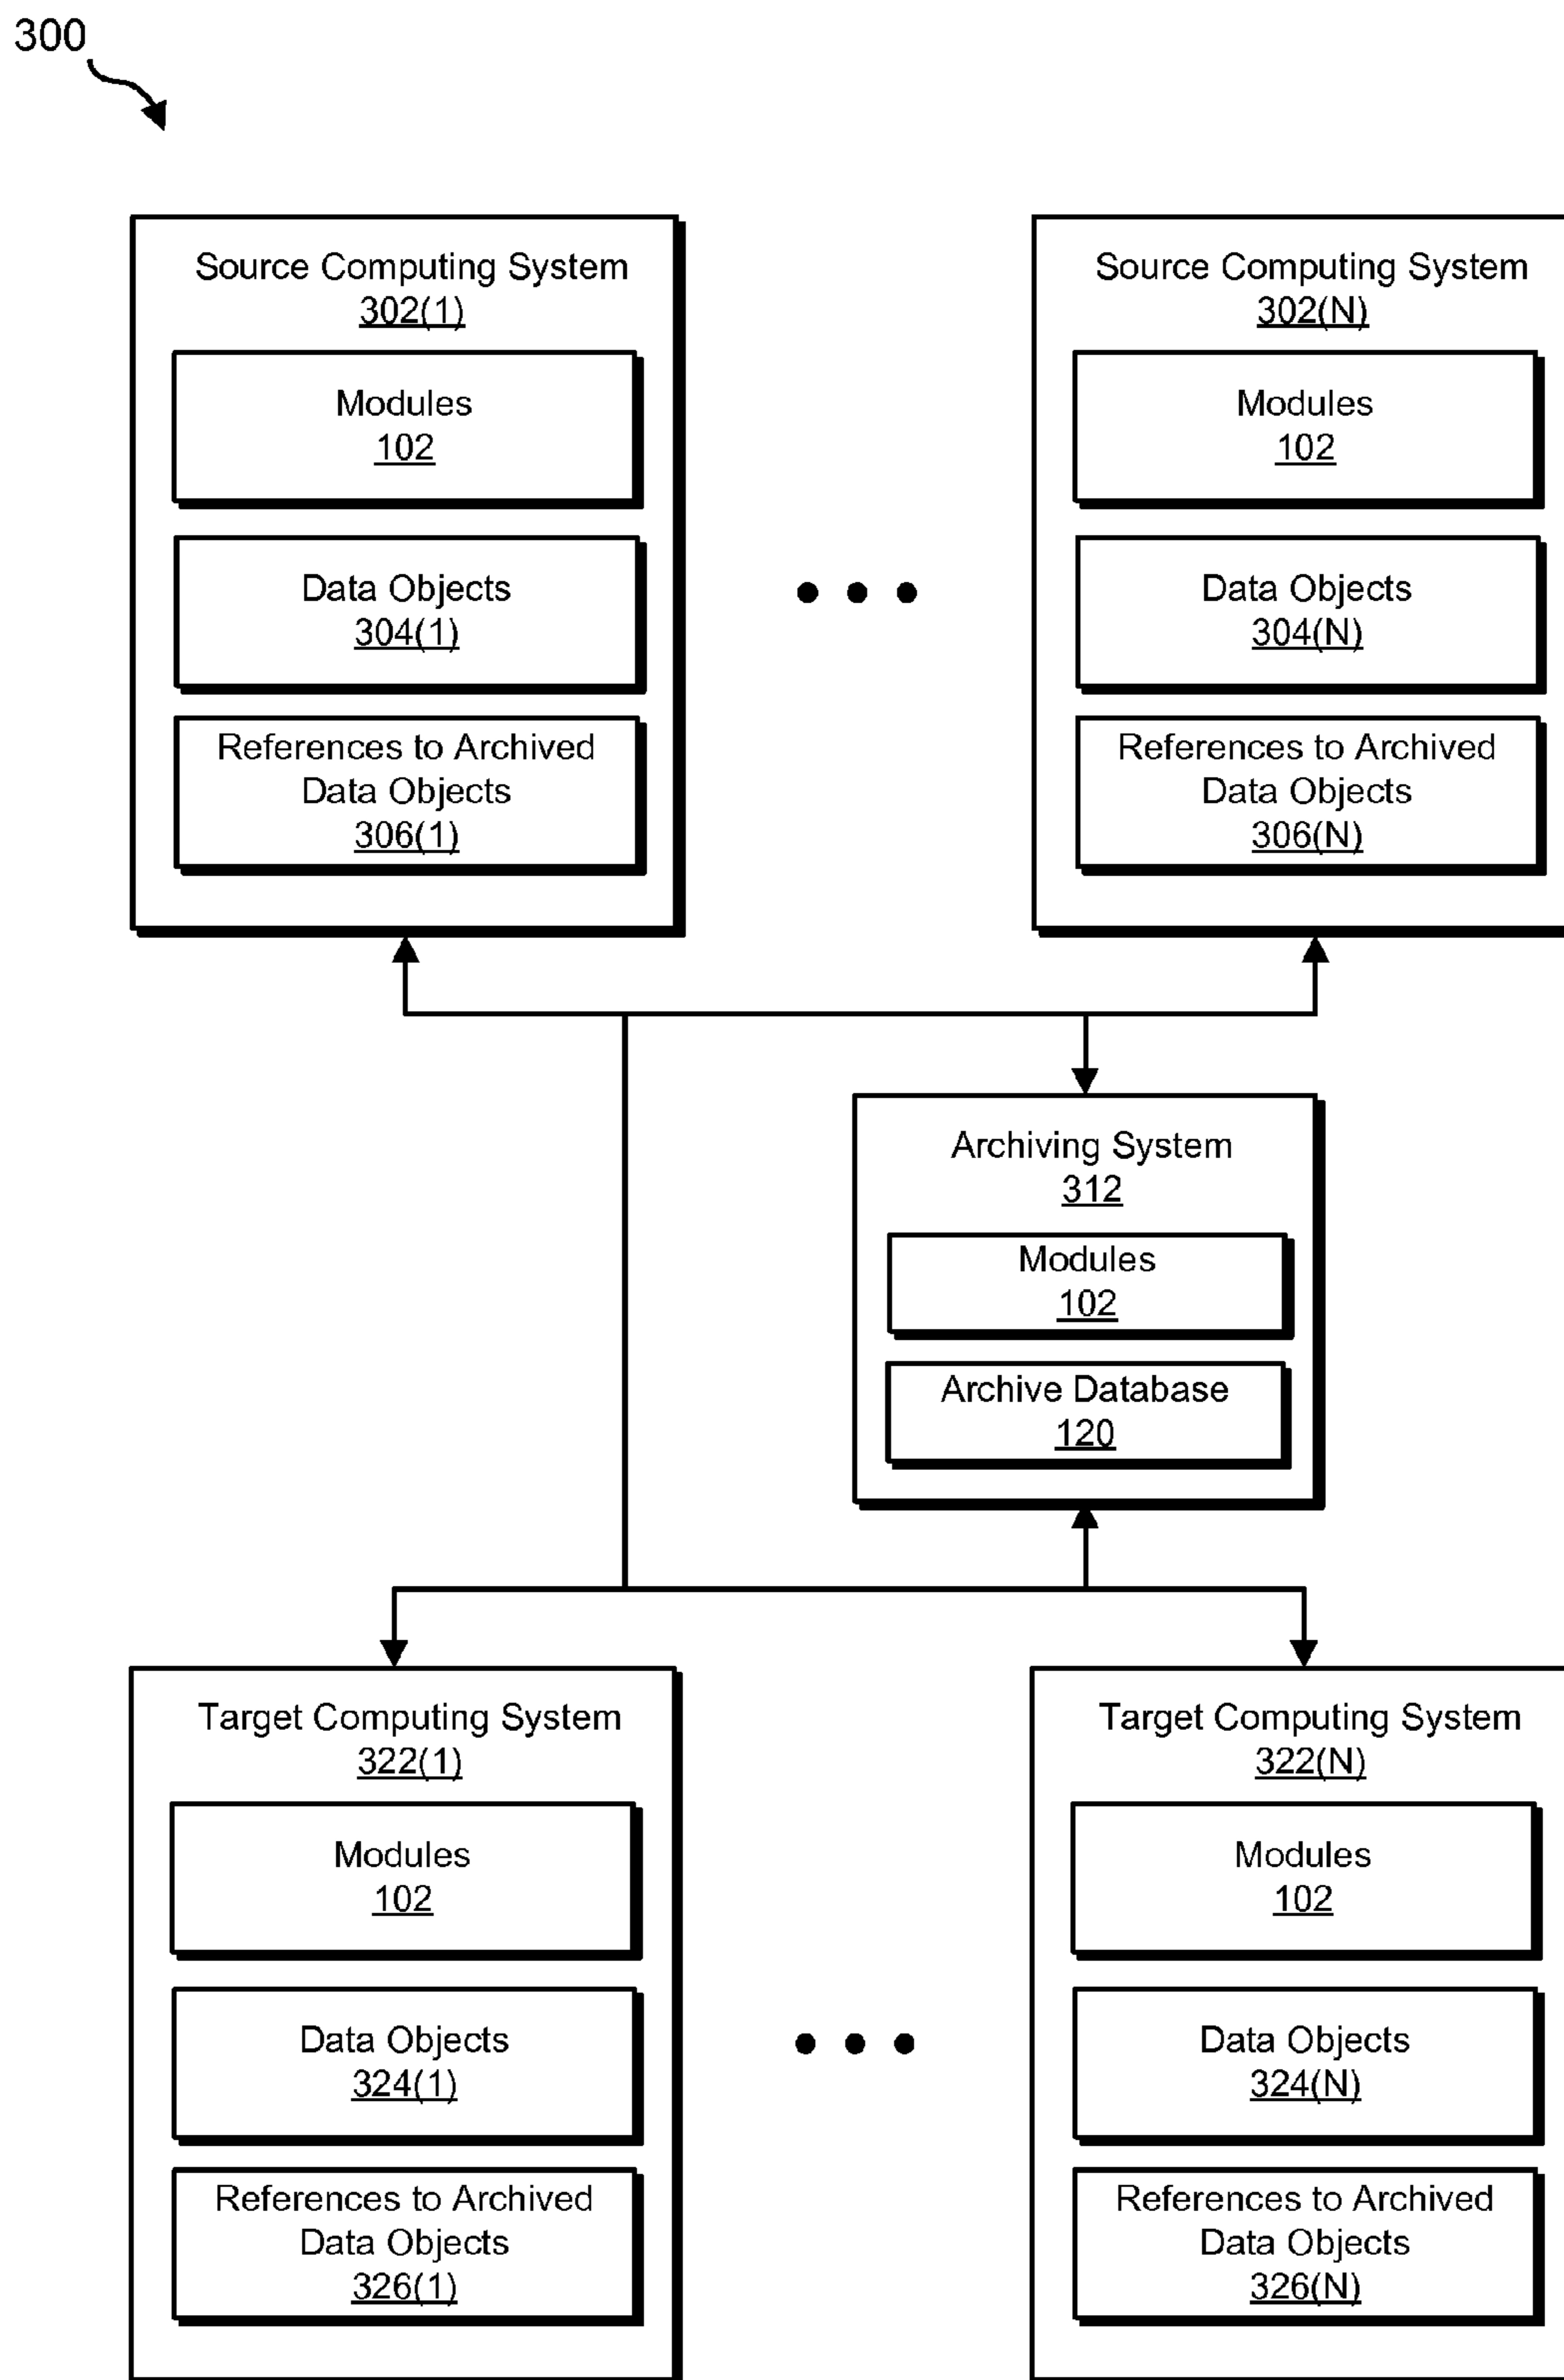 300
Source Computing System
302(1)
Modules
102
Data Objects
304(1)
References to Archived
Data Objects
306(1)
Source Computing System
302(N)
Modules
102
Data Objects
304(N)
References to Archived
Data Objects
306(N)
Archiving System
312
Modules
102
Archive Database
120
Target Computing System
322(1)
Modules
102
Data Objects
324(1)
References to Archived
Data Objects
326(1)
Target Computing System
322(N)
Modules
102
Data Objects
324(N)
References to Archived
Data Objects
326(N)